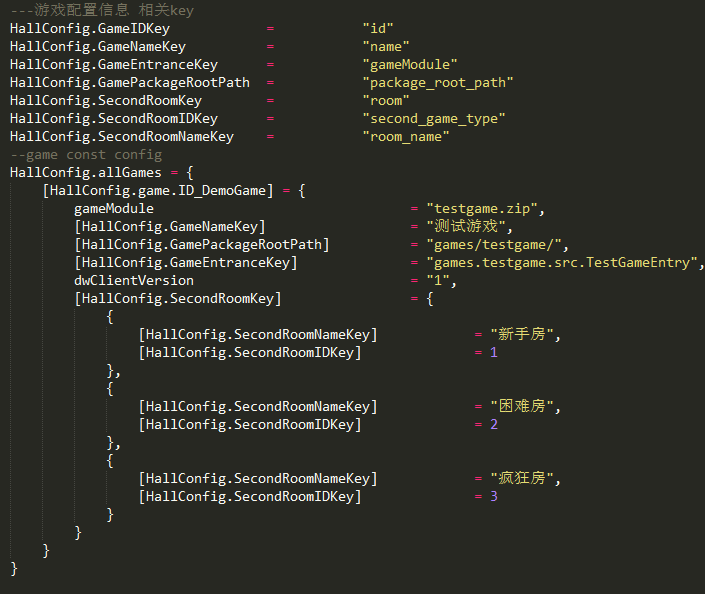 ---游戏配置信息 相关key
HallConfig.GameIDKey = "id"
HallConfig.GameNameKey = "name"
HallConfig.GameEntranceKey = "gameModule"
HallConfig.GamePackageRootPath = "package_root_path"
HallConfig.SecondRoomKey = "room"
HallConfig.SecondRoomIDKey = "second_game_type"
HallConfig.SecondRoomNameKey = "room_name"
--game const config
HallConfig.allGames = {
[HallConfig.game.ID_DemoGame] = {
gameModule = "testgame.zip",
[HallConfig.GameNameKey] = "测试游戏",
[HallConfig.GamePackageRootPath] = "games/testgame/",
[HallConfig.GameEntranceKey] = "games.testgame.src.TestGameEntry",
dwClientVersion = "1",
[HallConfig.SecondRoomKey] = {
{
[HallConfig.SecondRoomNameKey] = "新手房",
[HallConfig.SecondRoomIDKey] = 1
},
{
[HallConfig.SecondRoomNameKey] = "困难房",
[HallConfig.SecondRoomIDKey] = 2
},
{
[HallConfig.SecondRoomNameKey] = "疯狂房",
[HallConfig.SecondRoomIDKey] = 3
}
}
}
}